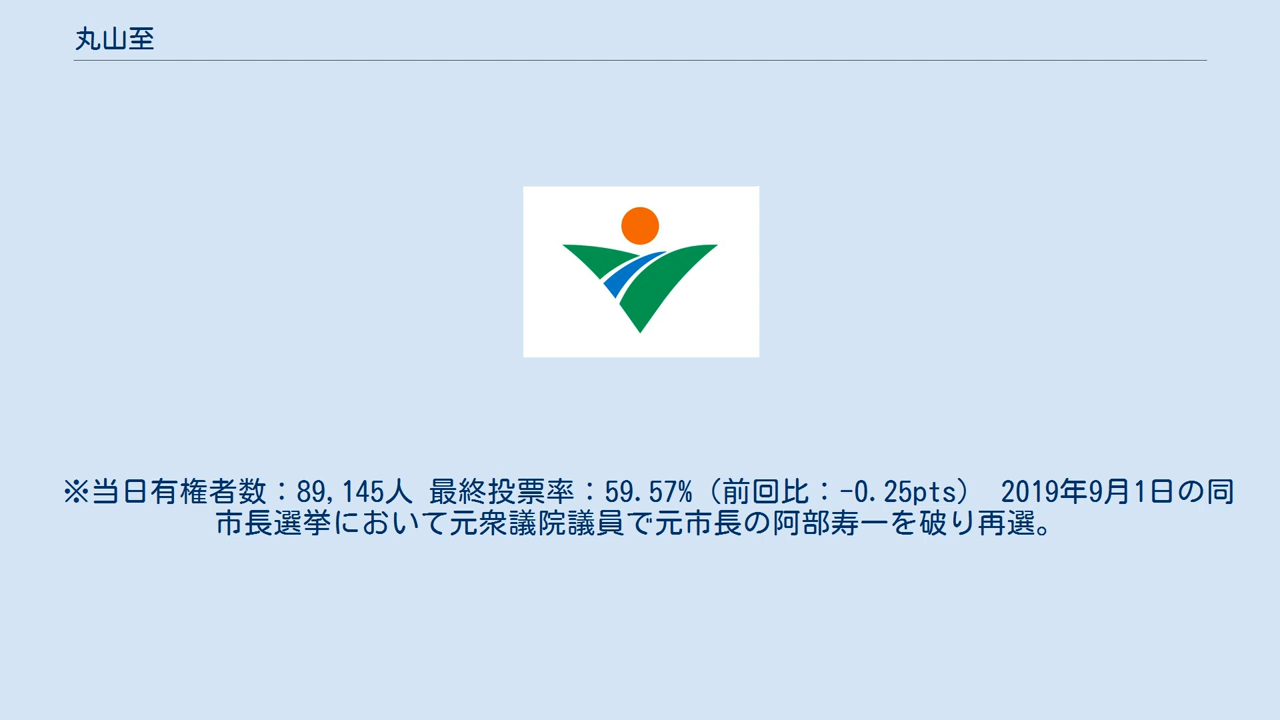 丸山至
※当日有権者数：89,145人 最終投票率：59.57%（前回比：-0.25pts） 2019年9月1日の同
市長選挙において元衆議院議員で元市長の阿部寿一を破り再選。